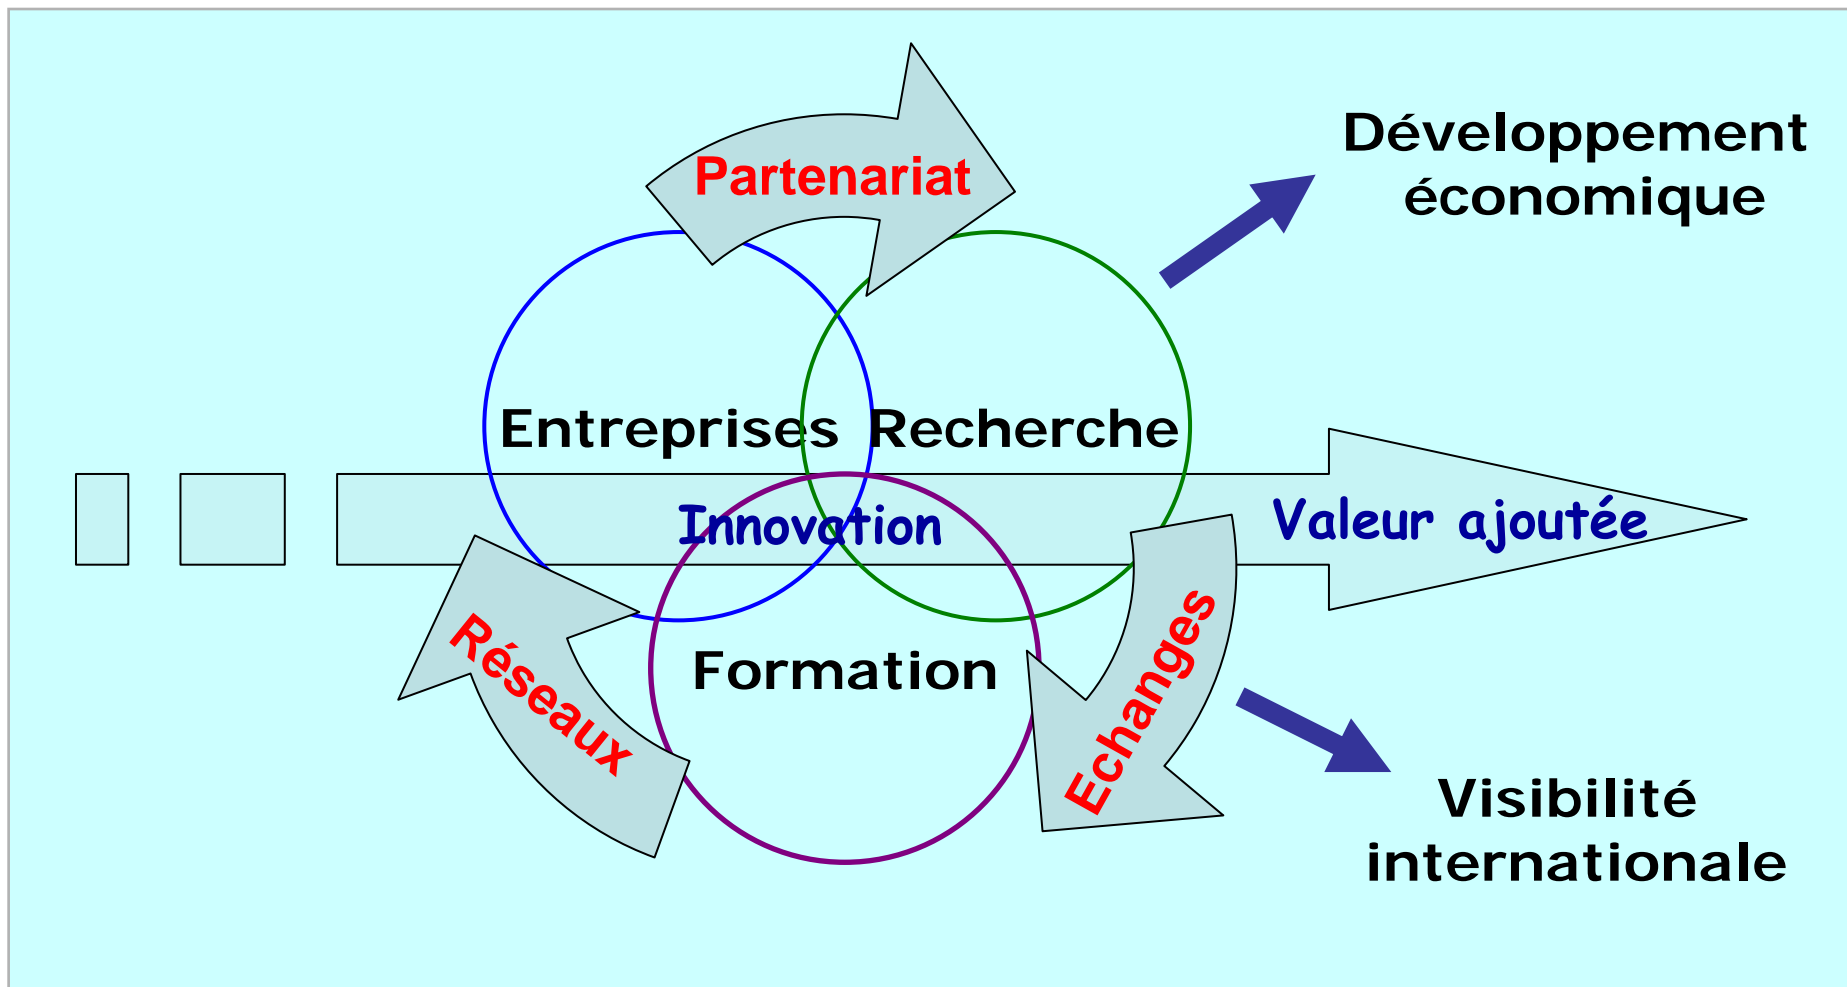 Partenariat
Développement
économique
Entreprises
Recherche
Innovation
Valeur ajoutée
Réseaux
Formation
Echanges
Visibilité
internationale